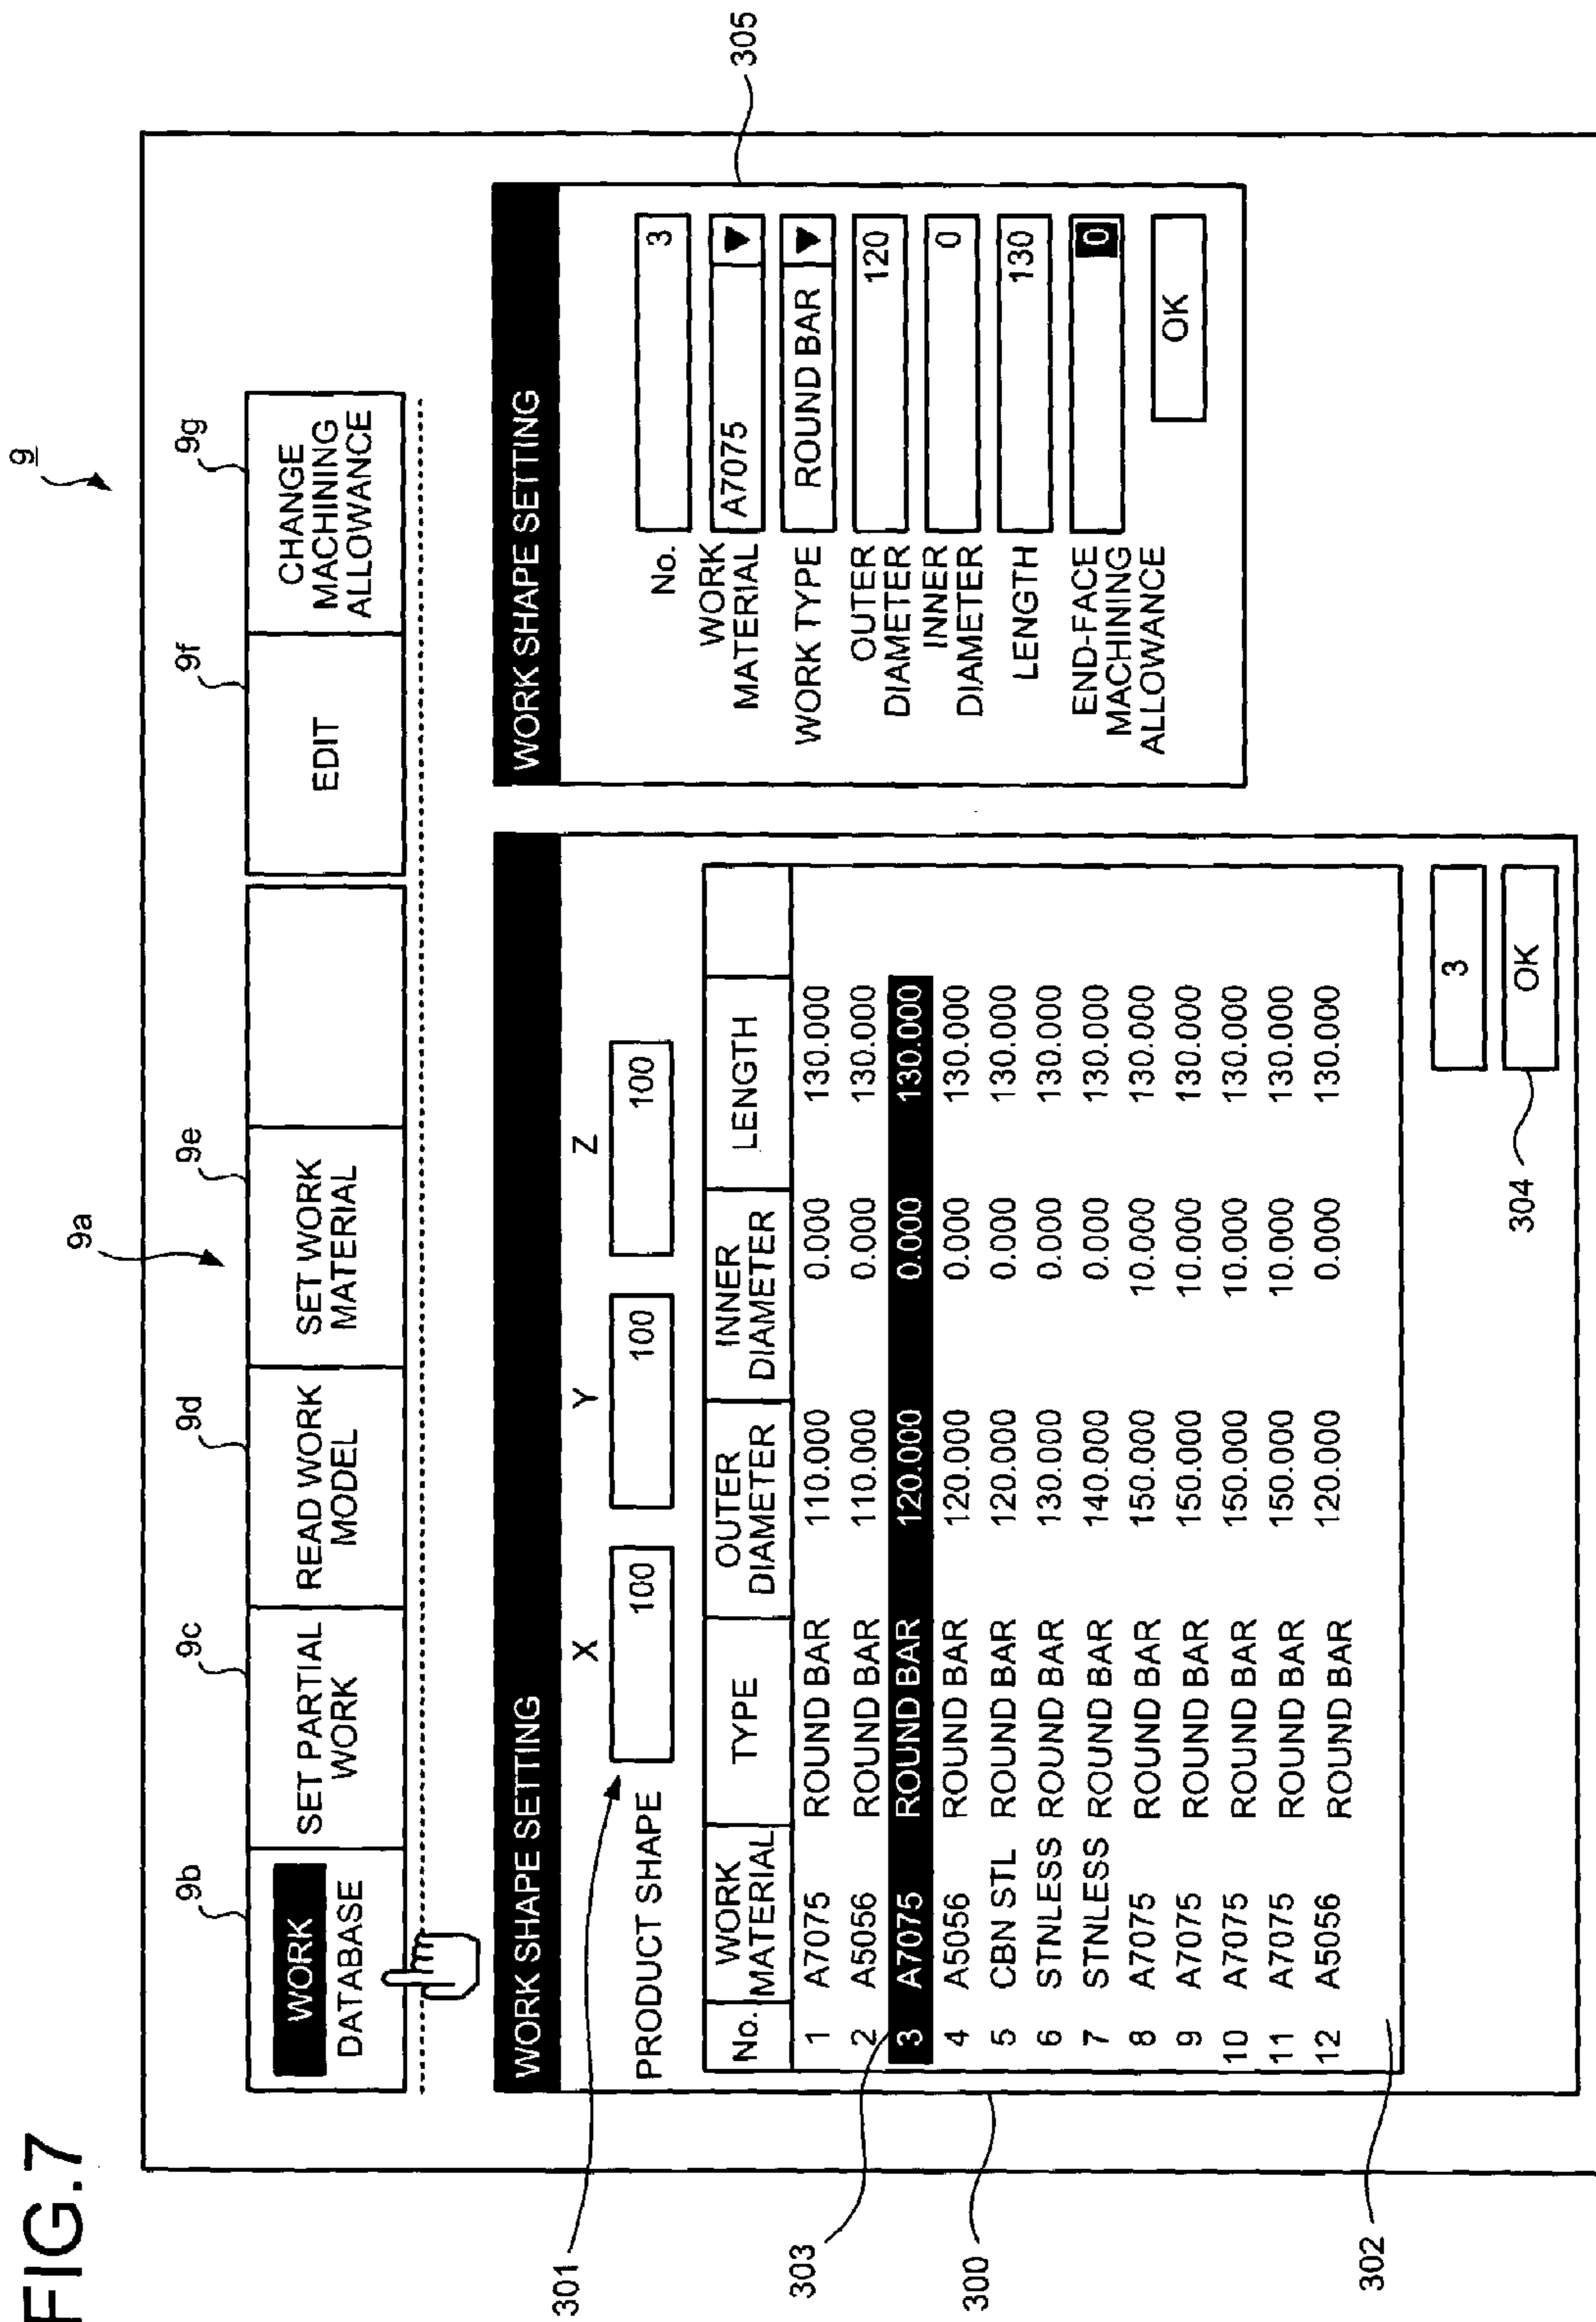 FIG.7
9
9a
9b
9c
9d
9e
9f
9g
WORK
DATABASE
SET PARTIAL
WORK
READ WORK
MODEL
SET WORK
MATERIAL
EDIT
CHANGE
MACHINING
ALLOWANCE
WORK SHAPE SETTING
301
PRODUCT SHAPE
X
100
Y
100
Z
100
No. WORK MATERIAL TYPE OUTER DIAMETER INNER DIAMETER LENGTH
1 A7075 ROUND BAR 110.000 0.000 130.000
2 A5056 ROUND BAR 110.000 0.000 130.000
3 A7075 ROUND BAR 120.000 0.000 130.000
4 A5056 ROUND BAR 120.000 0.000 130.000
5 CBN STL ROUND BAR 120.000 0.000 130.000
6 STNLESS ROUND BAR 130.000 0.000 130.000
7 STNLESS ROUND BAR 140.000 0.000 130.000
8 A7075 ROUND BAR 150.000 10.000 130.000
9 A7075 ROUND BAR 150.000 10.000 130.000
10 A7075 ROUND BAR 150.000 10.000 130.000
11 A7075 ROUND BAR 150.000 10.000 130.000
12 A5056 ROUND BAR 120.000 0.000 130.000
303
300
302
3
304
OK
WORK SHAPE SETTING
305
No. 3
WORK
MATERIAL A7075 ▼
WORK TYPE ROUND BAR ▼
OUTER
DIAMETER 120
INNER
DIAMETER 0
LENGTH 130
END-FACE
MACHINING
ALLOWANCE 0
OK